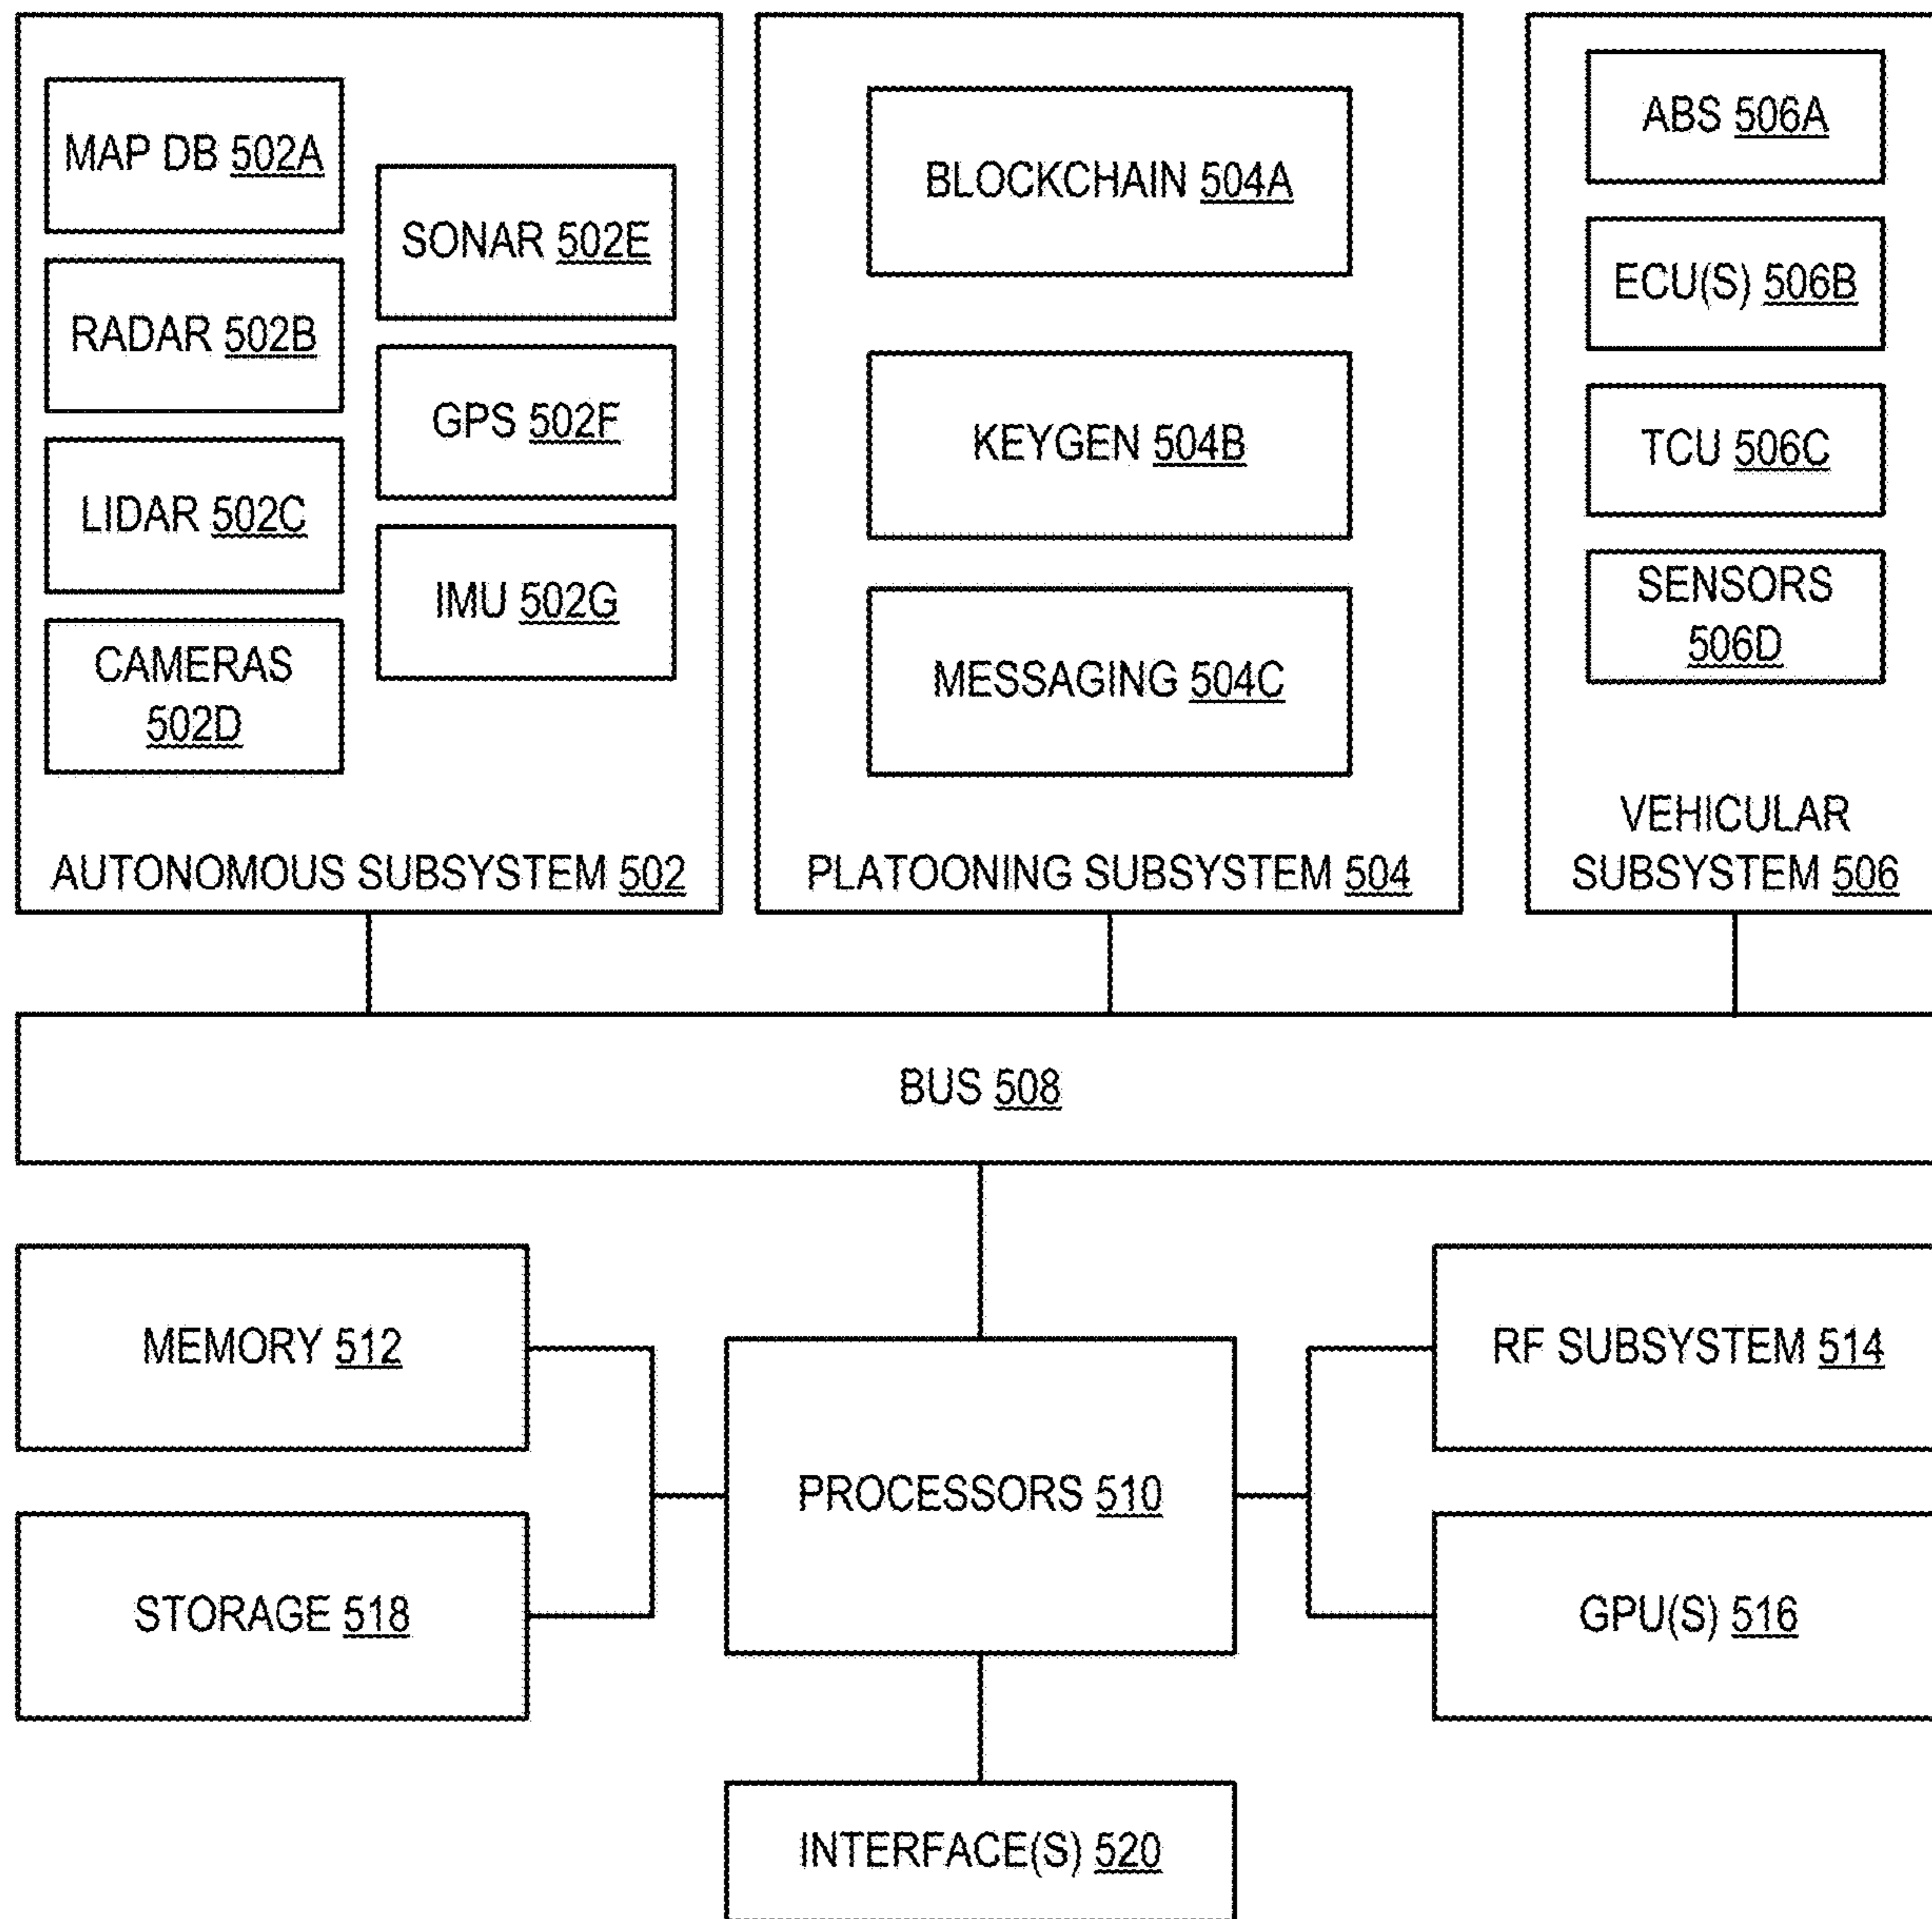 MAP DB 502A
RADAR 502B
LIDAR 502C
CAMERAS
502D
SONAR 502E
GPS 502F
IMU 502G
AUTONOMOUS SUBSYSTEM 502
BLOCKCHAIN 504A
KEYGEN 504B
MESSAGING 504C
PLATOONING SUBSYSTEM 504
ABS 506A
ECU(S) 506B
TCU 506C
SENSORS
506D
VEHICULAR
SUBSYSTEM 506
BUS 508
MEMORY 512
STORAGE 518
PROCESSORS 510
RF SUBSYSTEM 514
GPU(S) 516
INTERFACE(S) 520